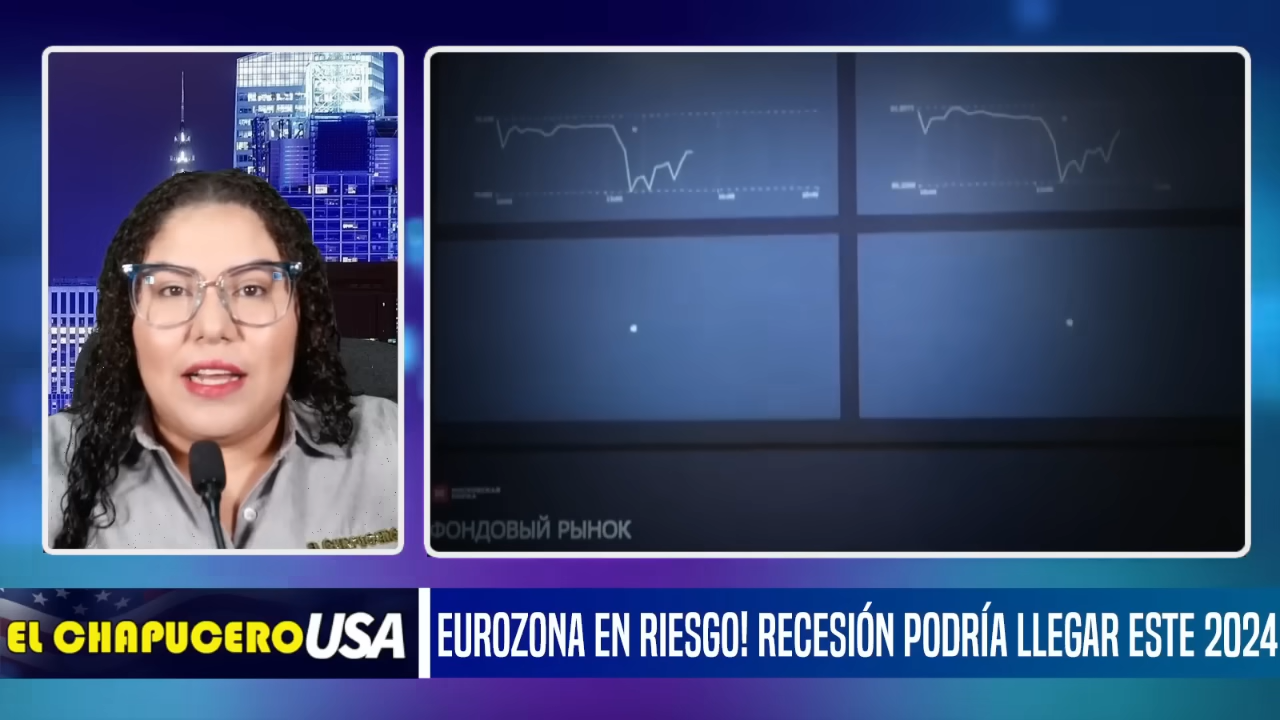 ФОНДОВЫЙ РЫНОК
EL CHAPUCERO USA
EUROZONA EN RIESGO! RECESIÓN PODRÍA LLEGAR ESTE 2024